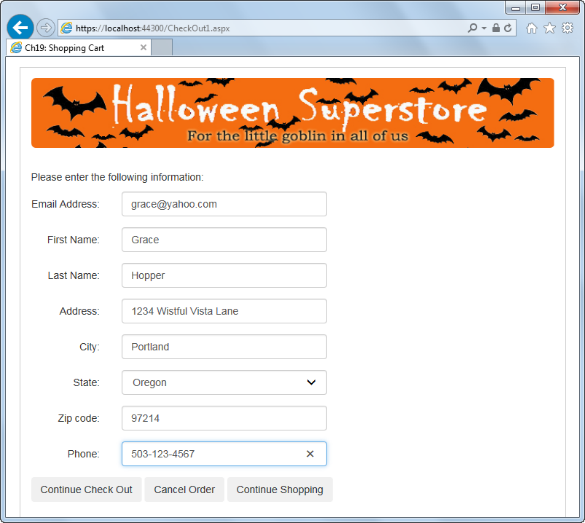 https://localhost:44300/CheckOut1.aspx
Ch19: Shopping Cart
Halloween Superstore
For the little goblin in all of us
Please enter the following information:
Email Address: grace@yahoo.com
First Name: Grace
Last Name: Hopper
Address: 1234 Wistful Vista Lane
City: Portland
State: Oregon
Zip code: 97214
Phone: 503-123-4567
Continue Check Out Cancel Order Continue Shopping